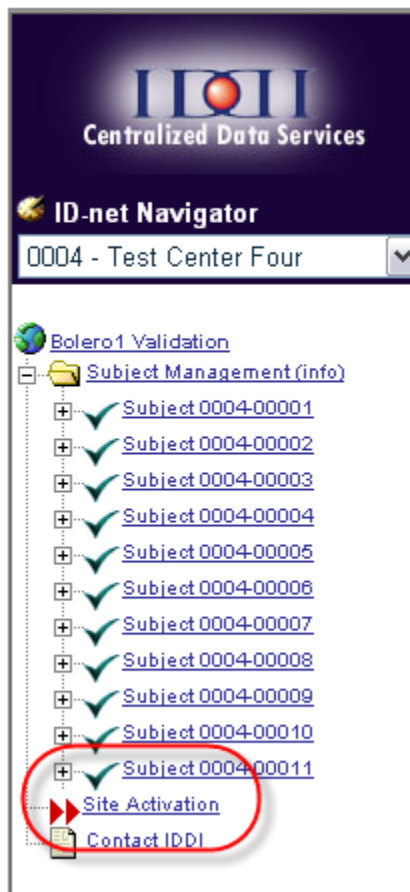 IDDI
Centralized Data Services
ID-net Navigator
0004 - Test Center Four
Bolero1 Validation
Subject Management (info)
Subject 0004-00001
Subject 0004-00002
Subject 0004-00003
Subject 0004-00004
Subject 0004-00005
Subject 0004-00006
Subject 0004-00007
Subject 0004-00008
Subject 0004-00009
Subject 0004-00010
Subject 0004-00011
Site Activation
Contact IDDI